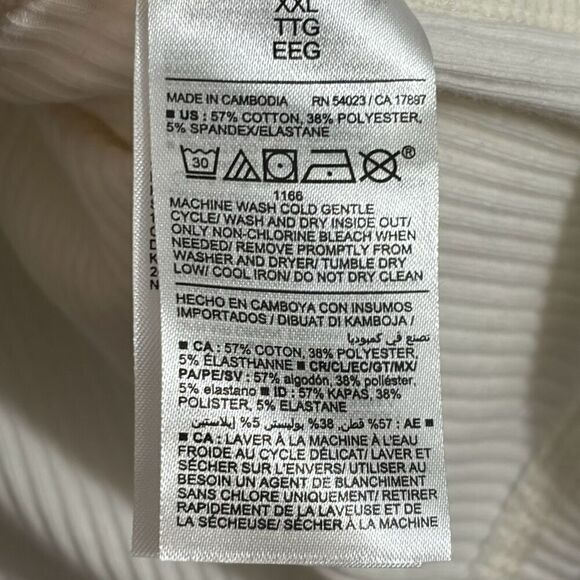 XXL
TTG
EEG
MADE IN CAMBODIA RN 54023 / CA 17897
■ US : 57% COTTON, 38% POLYESTER,
5% SPANDEX/ELASTANE
30 ®
1166
MACHINE WASH COLD GENTLE
CYCLE/ WASH AND DRY INSIDE OUT/
ONLY NON-CHLORINE BLEACH WHEN
NEEDED/ REMOVE PROMPTLY FROM
WASHER AND DRYER/ TUMBLE DRY
LOW/ COOL IRON/ DO NOT DRY CLEAN
HECHO EN CAMBOYA CON INSUMOS
IMPORTADOS / DIBUAT DI KAMBOJA /
تصنع في كمبوديا
■ CA : 57% COTON, 38% POLYESTER,
5% ÉLASTHANNE ■ CR/CL/EC/GT/MX/
PA/PE/SV : 57% algodón, 38% poliéster,
5% elastano ■ ID : 57% KAPAS, 38%
POLISTER, 5% ELASTANE
■ AE : 57% قطن, 38% بوليستر, 5% إيلاستين
■ CA : LAVER À LA MACHINE À L'EAU
FROIDE AU CYCLE DÉLICAT/ LAVER ET
SÉCHER SUR L'ENVERS/ UTILISER AU
BESOIN UN AGENT DE BLANCHIMENT
SANS CHLORE UNIQUEMENT/ RETIRER
RAPIDEMENT DE LA LAVEUSE ET DE
LA SÉCHEUSE/ SÉCHER À LA MACHINE